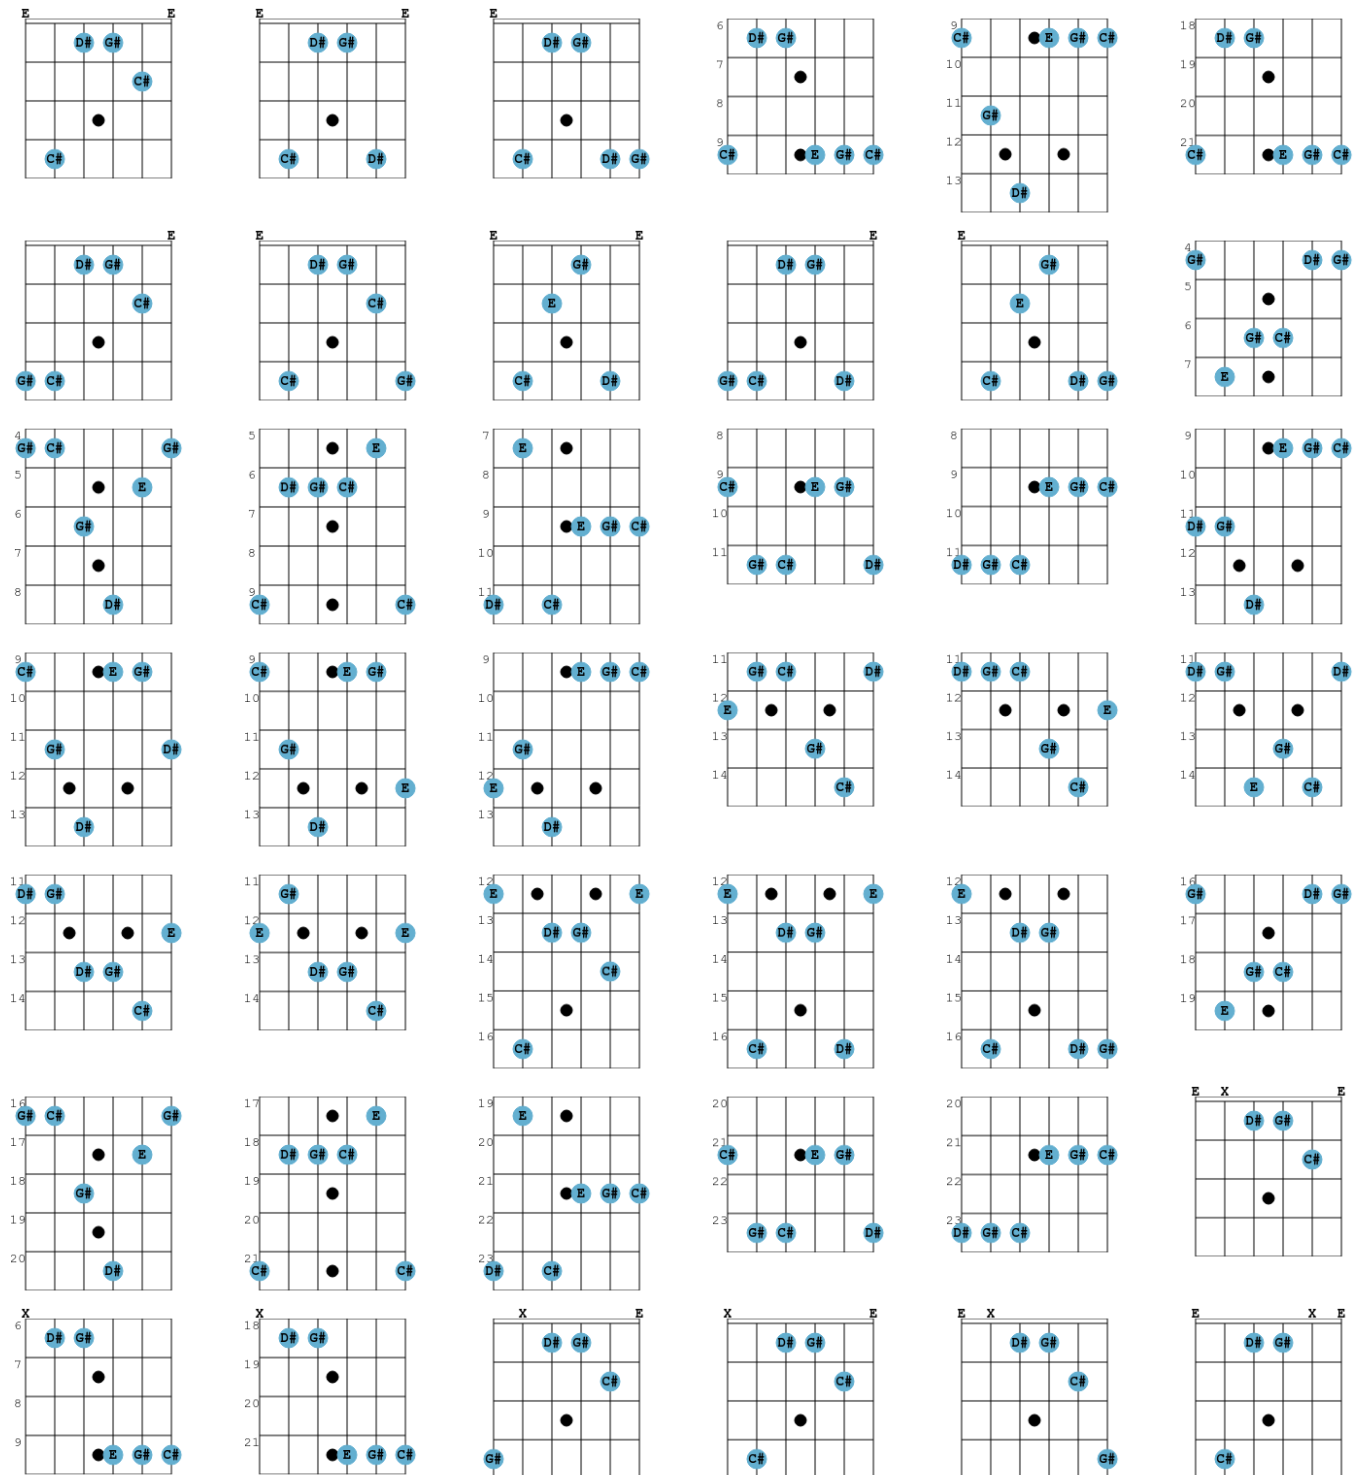 E E E E E
6 9 18
D# G# D# G# D# G# D# G# C# E G# C# D# G#
7 10 19
C#
8 11 20
G#
9 12 21
C# C# D# C# D# G# C# E G# C# C# E G# C#
13
D#
E E E E E E
4
D# G# D# G# G# D# G# G# G# D# G#
5
C# C# E E
6
G# C#
7
G# C# C# G# C# D# G# C# D# C# D# G# E
4 5 7 8 8 9
G# C# G# E E E G# C#
5 6 8 9 9 10
E D# G# C# C# E G# E G# C#
6 7 9 10 10 11
G# E G# C# D# G#
7 8 10 11 11 12
G# C# D# D# G# C#
8 9 11 13
D# C# C# D# C# D#
9 9 9 11 11 11
C# E G# C# E G# E G# C# G# C# D# D# G# C# D# G# D#
10 10 10 12 12 12
E E
11 11 11 13 13 13
G# D# G# G# G# G# G#
12 12 12 14 14 14
E E C# C# E C#
13 13 13
D# D# D#
11 11 12 12 12 16
D# G# G# E E E E E G# D# G#
12 12 13 13 13 17
E E E D# G# D# G# D# G#
13 13 14 14 14 18
D# G# D# G# C# G# C#
14 14 15 15 15 19
C# C# E
16 16 16
C# C# D# C# D# G#
E X E
16 17 19 20 20
G# C# G# E E D# G#
17 18 20 21 21
E D# G# C# C# E G# E G# C# C#
18 19 21 22 22
G# E G# C#
19 20 22 23 23
G# C# D# D# G# C#
20 21 23
D# C# C# D# C#
X X X E X E E X E X E
6 18
D# G# D# G# D# G# D# G# D# G# D# G#
7 19
C# C# C#
8 20
9 21
E G# C# E G# C# G# C# G# C#